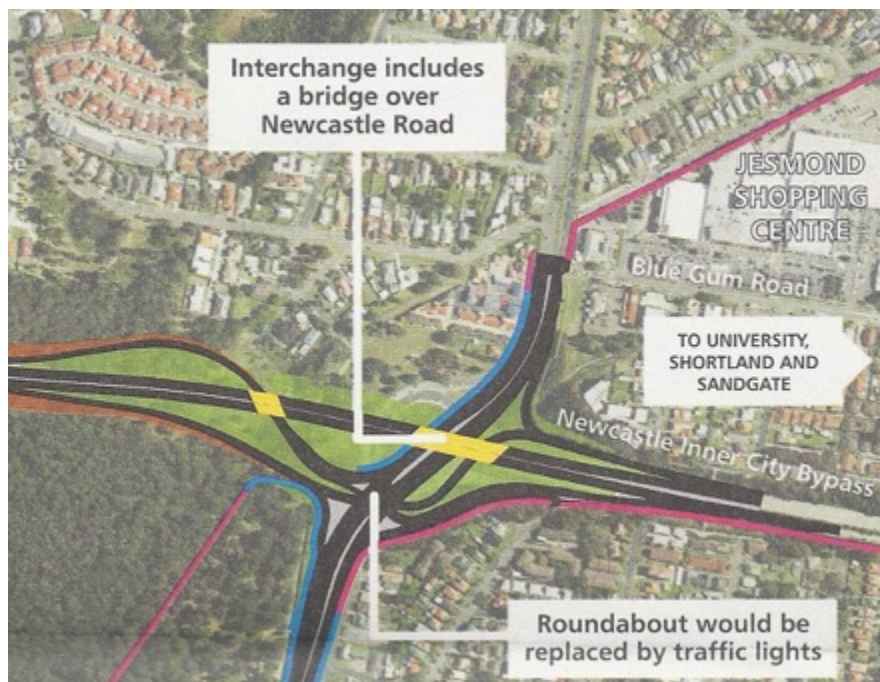 Interchange includes
a bridge over
Newcastle Road
se
JESMOND
SHOPPING
CENTRE
Blue Gum Road
TO UNIVERSITY,
SHORTLAND AND
SANDGATE
Newcastle Inner City Bypass
Roundabout would be
replaced by traffic lights